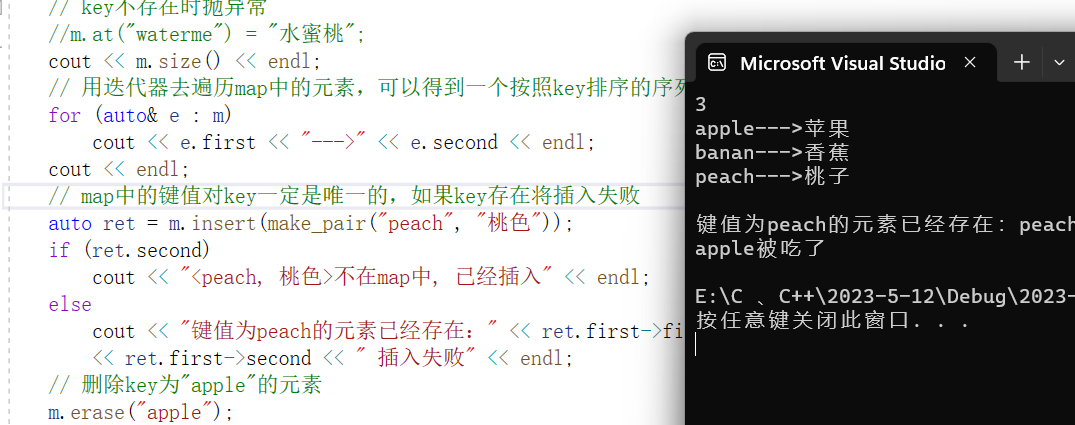 // key不存在时抛异常
//m.at("waterme") = "水蜜桃";
cout << m.size() << endl;
// 用迭代器去遍历map中的元素，可以得到一个按照key排序的序列
for (auto& e : m)
cout << e.first << "--->" << e.second << endl;
cout << endl;
// map中的键值对key一定是唯一的，如果key存在将插入失败
auto ret = m.insert(make_pair("peach", "桃色"));
if (ret.second)
cout << "<peach, 桃色>不在map中, 已经插入" << endl;
else
cout << "键值为peach的元素已经存在：" << ret.first->fi
<< ret.first->second << " 插入失败" << endl;
// 删除key为"apple"的元素
m.erase("apple");
Microsoft Visual Studio
3
apple--->苹果
banan--->香蕉
peach--->桃子
键值为peach的元素已经存在：peach
apple被吃了
E:\C 、C++\2023-5-12\Debug\2023-
按任意键关闭此窗口. . .